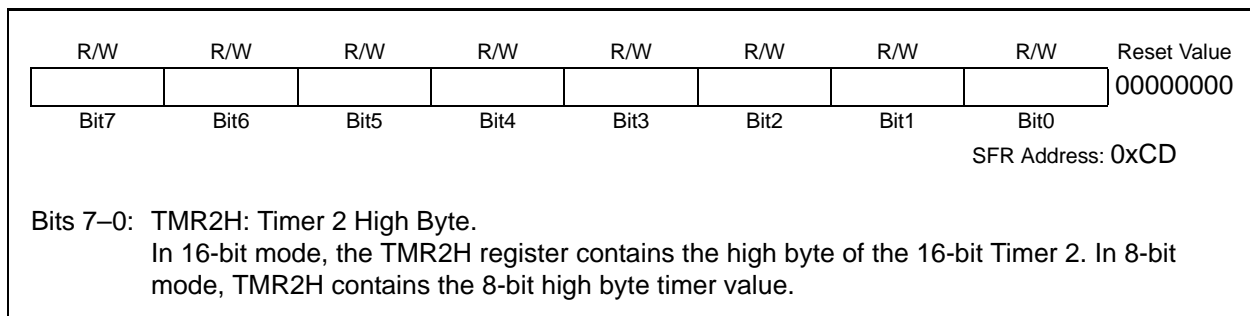 R/W R/W R/W R/W R/W R/W R/W R/W Reset Value
00000000
Bit7 Bit6 Bit5 Bit4 Bit3 Bit2 Bit1 Bit0
SFR Address: 0xCD
Bits 7–0: TMR2H: Timer 2 High Byte.
In 16-bit mode, the TMR2H register contains the high byte of the 16-bit Timer 2. In 8-bit
mode, TMR2H contains the 8-bit high byte timer value.